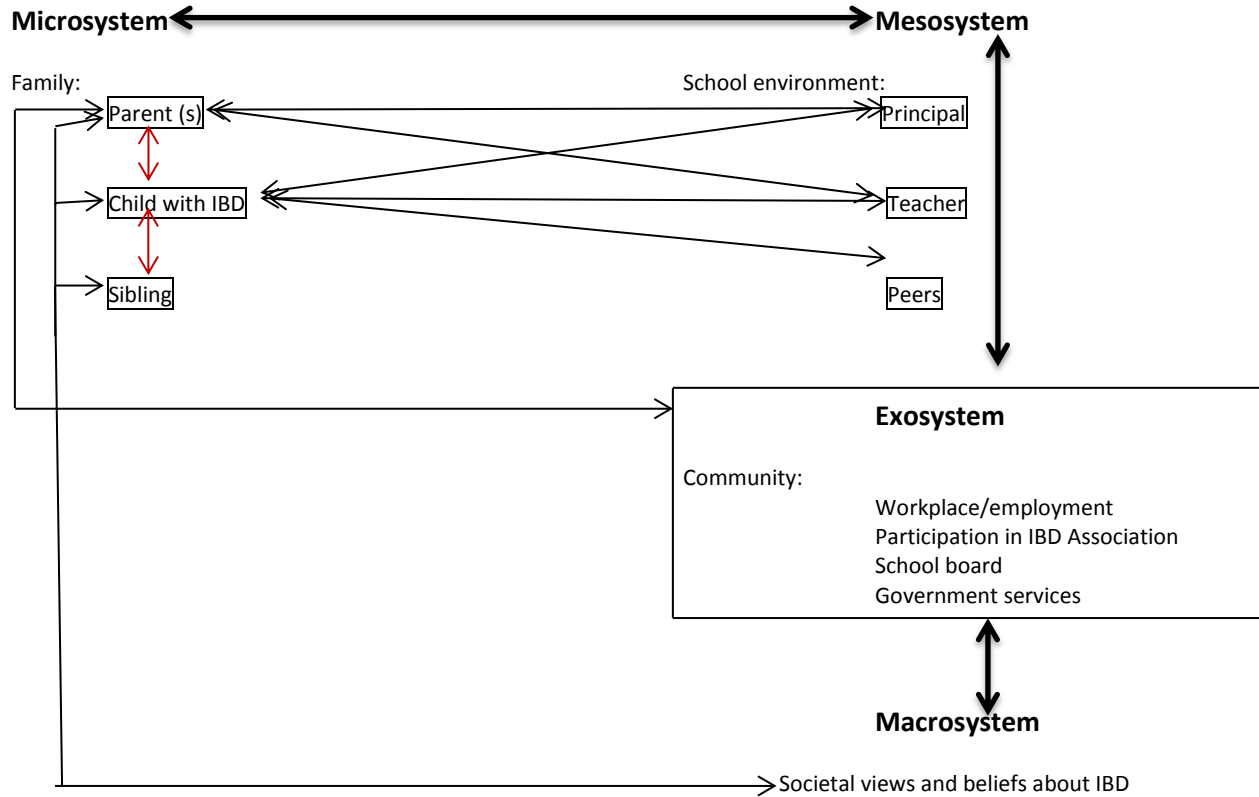 Microsystem
Mesosystem
Family:
School environment:
Parent (s)
Principal
Child with IBD
Teacher
Sibling
Peers
Exosystem
Community:
Workplace/employment
Participation in IBD Association
School board
Government services
Macrosystem
Societal views and beliefs about IBD